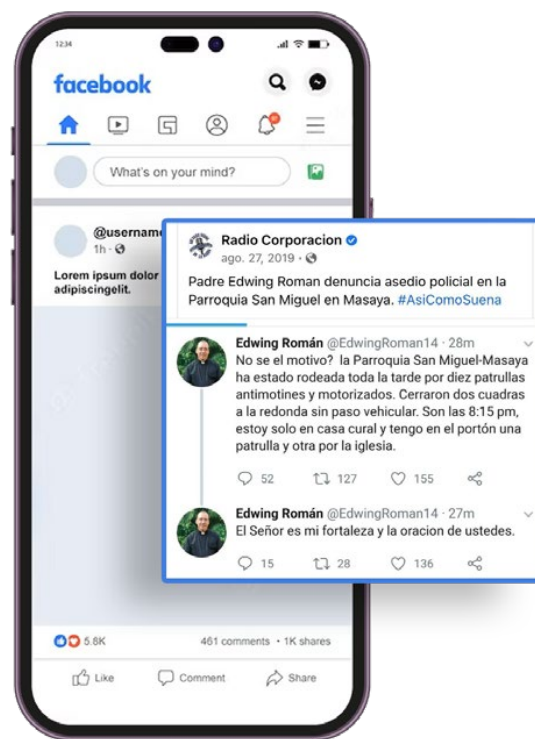 12:34
facebook
What's on your mind?
@username
1h
Lorem ipsum dolor
adipiscingelit.
Radio Corporacion
ago. 27, 2019 ·
Padre Edwing Roman denuncia asedio policial en la
Parroquia San Miguel en Masaya. #AsiComoSuena
Edwing Román @EdwingRoman14 · 28m
No se el motivo? la Parroquia San Miguel-Masaya
ha estado rodeada toda la tarde por diez patrullas
antimotines y motorizados. Cerraron dos cuadras
a la redonda sin paso vehicular. Son las 8:15 pm,
estoy solo en casa cural y tengo en el portón una
patrulla y otra por la iglesia.
52 127 155
Edwing Román @EdwingRoman14 · 27m
El Señor es mi fortaleza y la oracion de ustedes.
15 28 136
5.8K 461 comments • 1K shares
Like Comment Share